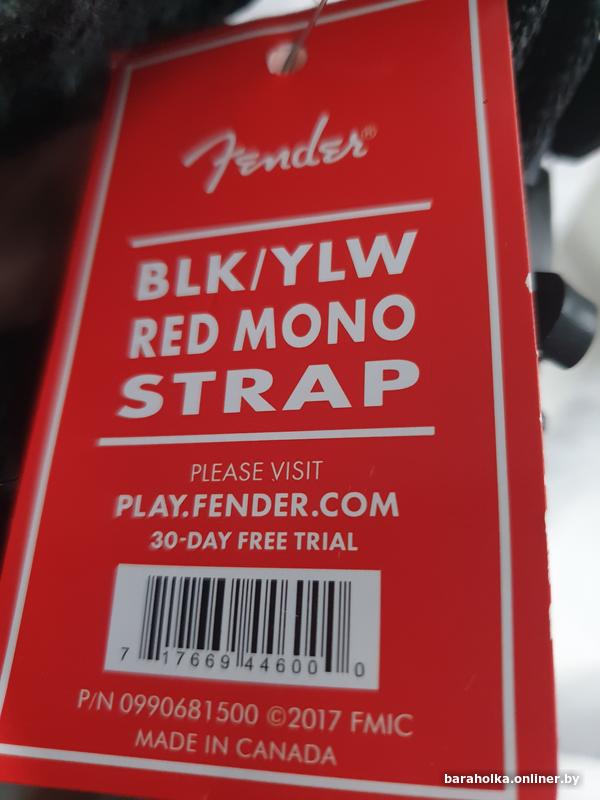 Fender®
BLK/YLW
RED MONO
STRAP
PLEASE VISIT
PLAY.FENDER.COM
30-DAY FREE TRIAL
7 17669 44600 0
P/N 0990681500 ©2017 FMIC
MADE IN CANADA
baraholka.onliner.by